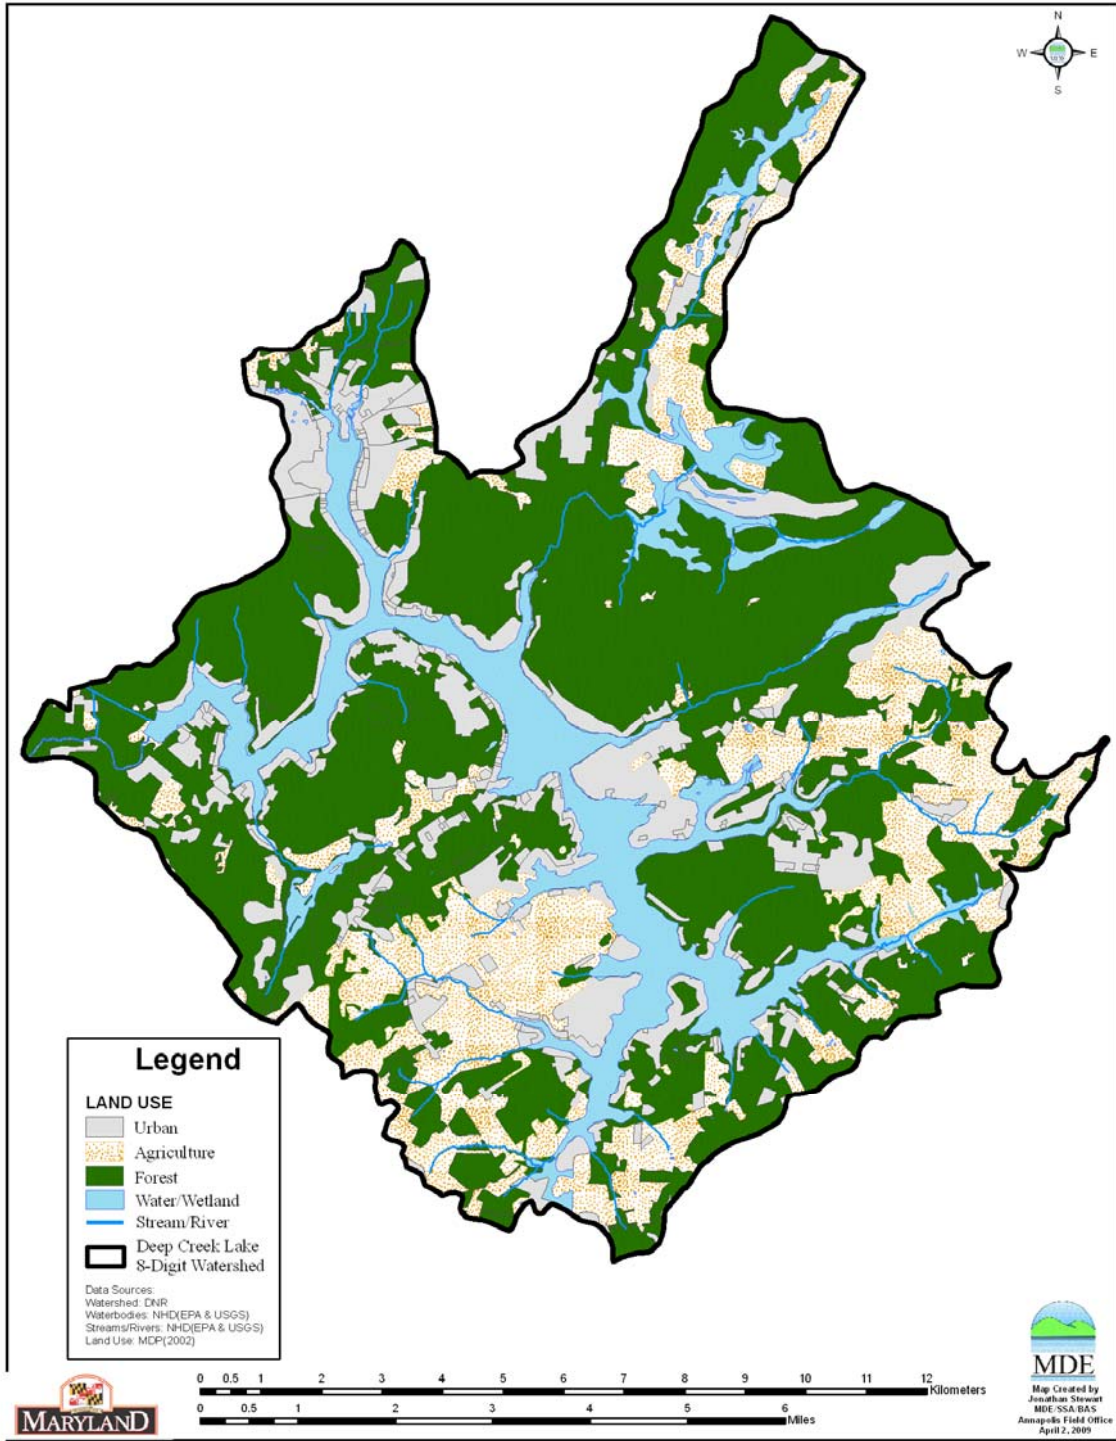 N
W E
S
Legend
LAND USE
Urban
Agriculture
Forest
Water/Wetland
Stream/River
Deep Creek Lake
8-Digit Watershed
Data Sources:
Watershed: DNR
Waterbodies: NHD(EPA & USGS)
Streams/Rivers: NHD(EPA & USGS)
Land Use: MDP(2002)
MARYLAND
0 0.5 1 2 3 4 5 6 7 8 9 10 11 12
Kilometers
0 0.5 1 2 3 4 5 6
Miles
MDE
Map Created by
Jonathan Stewart
MDE/SSA/BAS
Annapolis Field Office
April 2, 2009